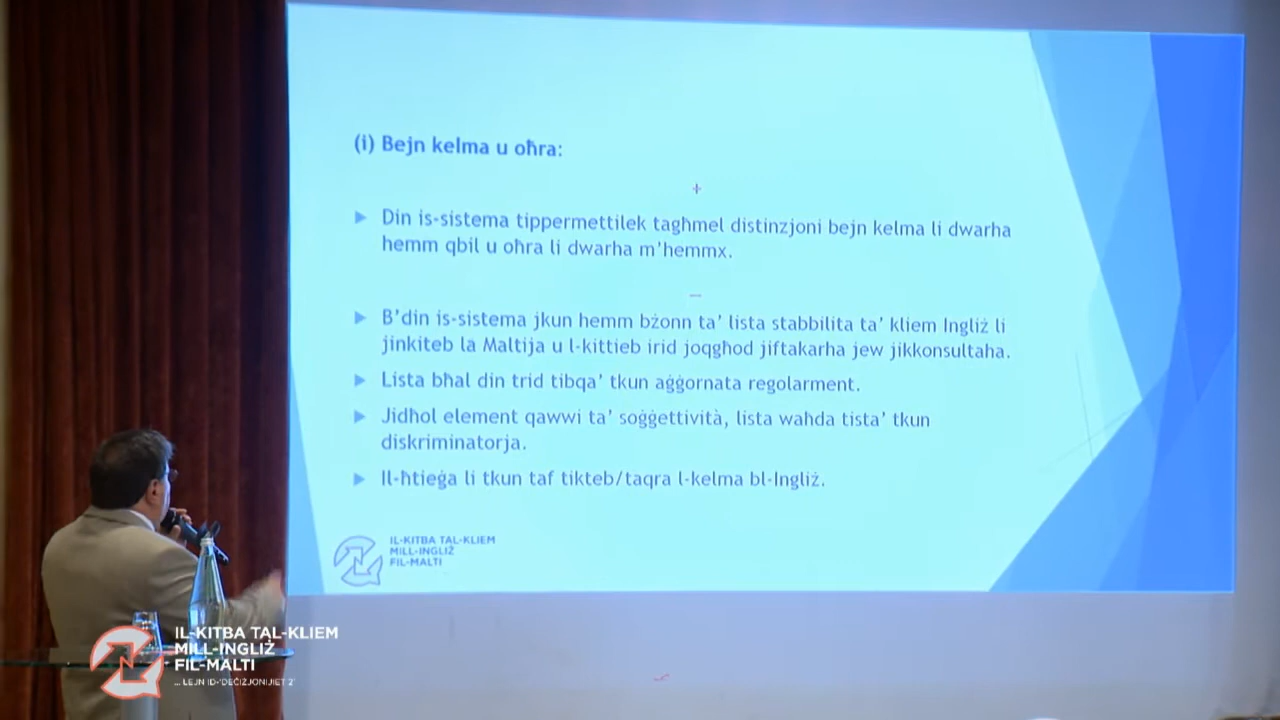 (i) Bejn kelma u oħra:
+
Din is-sistema tippermettilek tagħmel distinzjoni bejn kelma li dwarha
hemm qbil u oħra li dwarha m'hemmx.
—
B'din is-sistema jkun hemm bżonn ta' lista stabbilita ta' kliem Ingliż li
jinkiteb la Maltija u l-kittieb irid joqgħod jiftakarha jew jikkonsultaha.
Lista bħal din trid tibqa' tkun aġġornata regolarment.
Jidħol element qawwi ta' soġġettività, lista waħda tista' tkun
diskriminatorja.
Il-ħtieġa li tkun taf tikteb/taqra l-kelma bl-Ingliż.
IL-KITBA TAL-KLIEM
MILL-INGLIŻ
FIL-MALTI
IL-KITBA TAL-KLIEM
MILL-INGLIŻ
FIL-MALTI
... LEJN ID-'DEĊIŻJONIJIET 2'